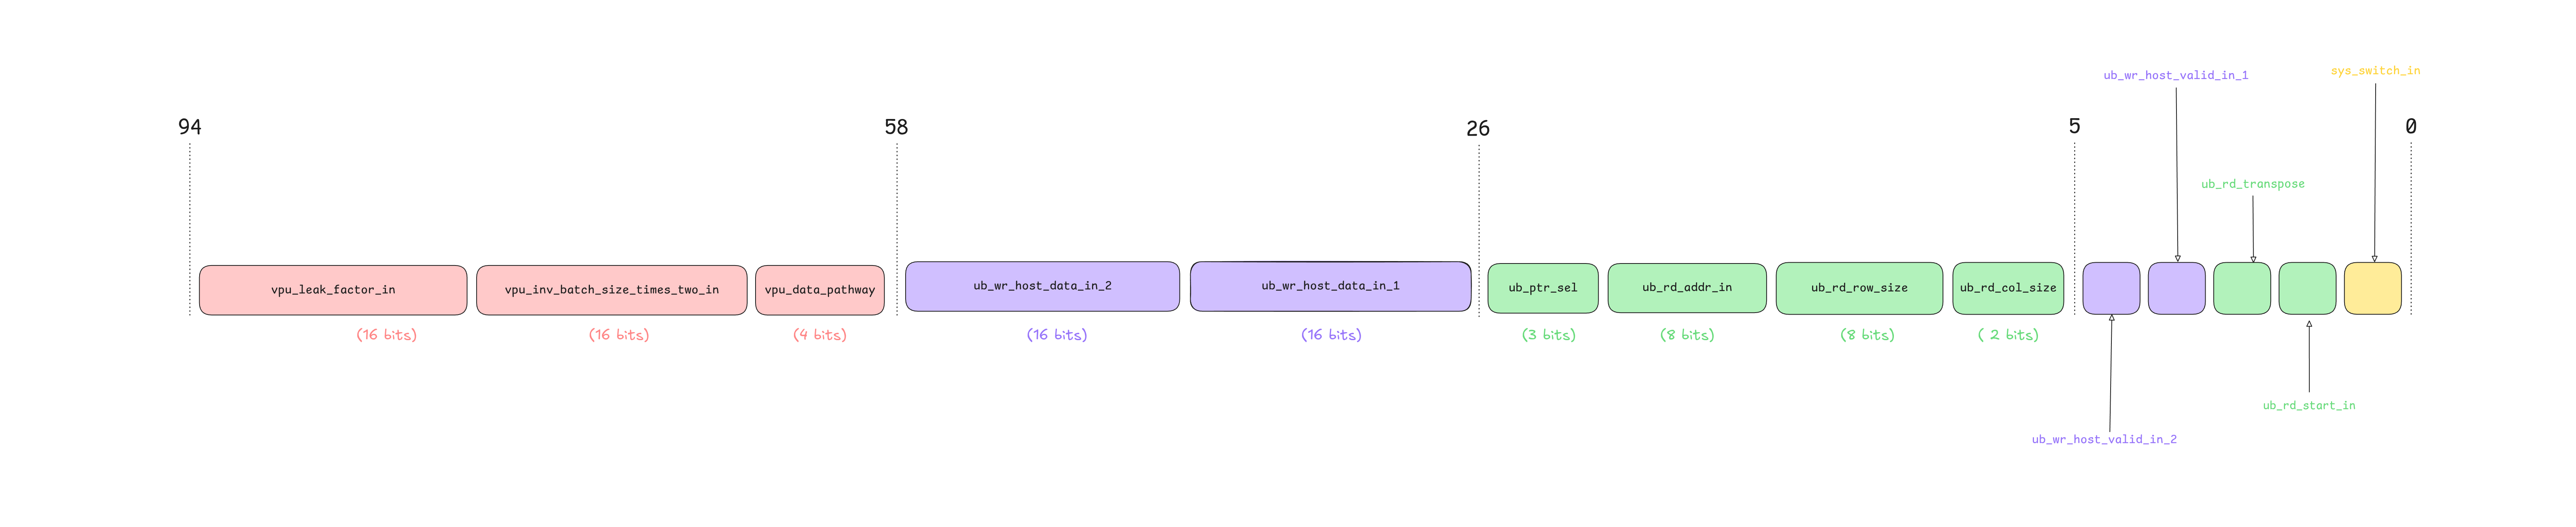 ub_wr_host_valid_in_1
sys_switch_in
94
58
26
5
0
ub_rd_transpose
vpu_leak_factor_in
vpu_inv_batch_size_times_two_in
vpu_data_pathway
ub_wr_host_data_in_2
ub_wr_host_data_in_1
ub_ptr_sel
ub_rd_addr_in
ub_rd_row_size
ub_rd_col_size
(16 bits)
(16 bits)
(4 bits)
(16 bits)
(16 bits)
(3 bits)
(8 bits)
(8 bits)
( 2 bits)
ub_rd_start_in
ub_wr_host_valid_in_2